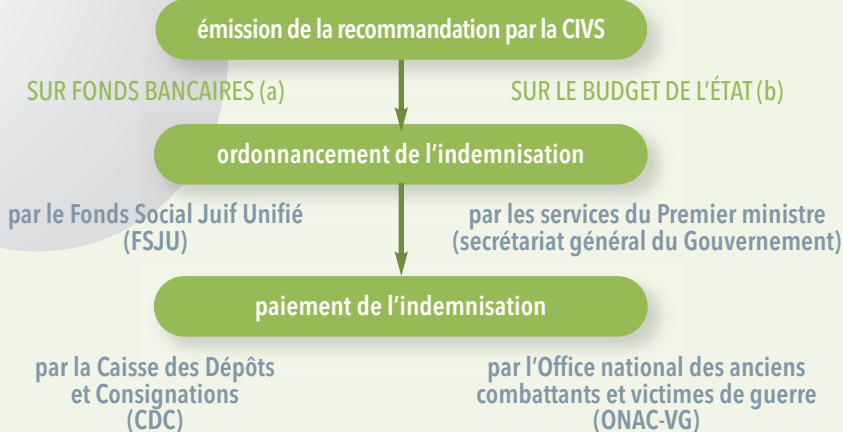 émission de la recommandation par la CIVS
SUR FONDS BANCAIRES (a)
SUR LE BUDGET DE L'ÉTAT (b)
ordonnancement de l'indemnisation
par le Fonds Social Juif Unifié
(FSJU)
par les services du Premier ministre
(secrétariat général du Gouvernement)
paiement de l'indemnisation
par la Caisse des Dépôts
et Consignations
(CDC)
par l'Office national des anciens
combattants et victimes de guerre
(ONAC-VG)